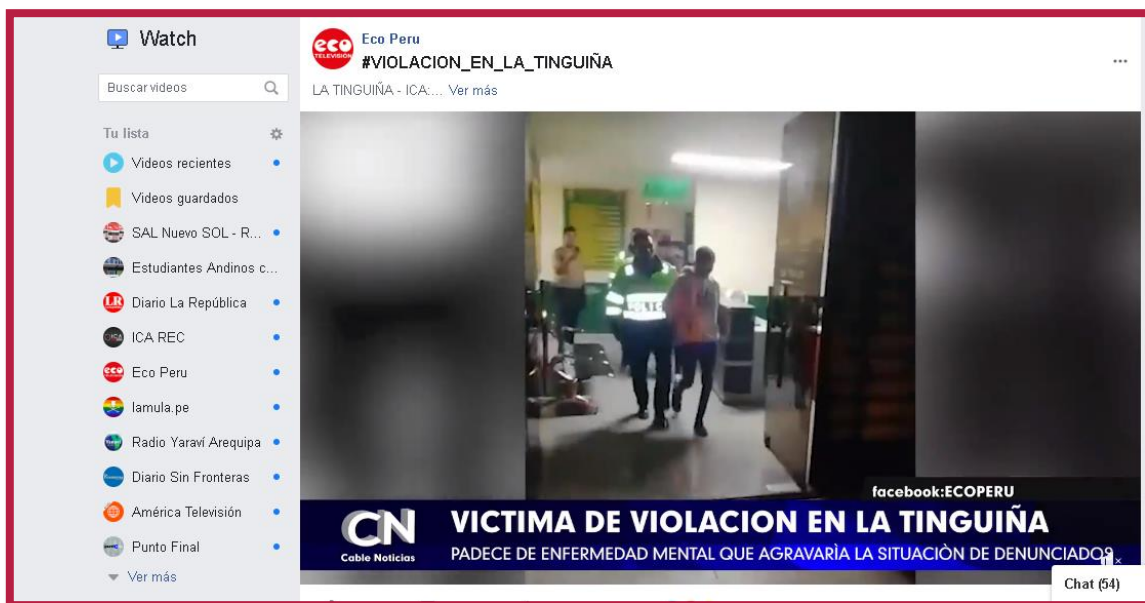 Watch
Buscar videos
Tu lista
Videos recientes
Videos guardados
SAL Nuevo SOL - R...
Estudiantes Andinos c...
Diario La República
ICA REC
Eco Peru
lamula.pe
Radio Yaraví Arequipa
Diario Sin Fronteras
América Televisión
Punto Final
Ver más
eco
TELEVISIÓN
Eco Peru
#VIOLACION_EN_LA_TINGUIÑA
LA TINGUIÑA - ICA:... Ver más
POLIC
facebook:ECOPERU
CN
Cable Noticias
VICTIMA DE VIOLACION EN LA TINGUIÑA
PADECE DE ENFERMEDAD MENTAL QUE AGRAVARÌA LA SITUACIÒN DE DENUNCIADOS
Chat (54)